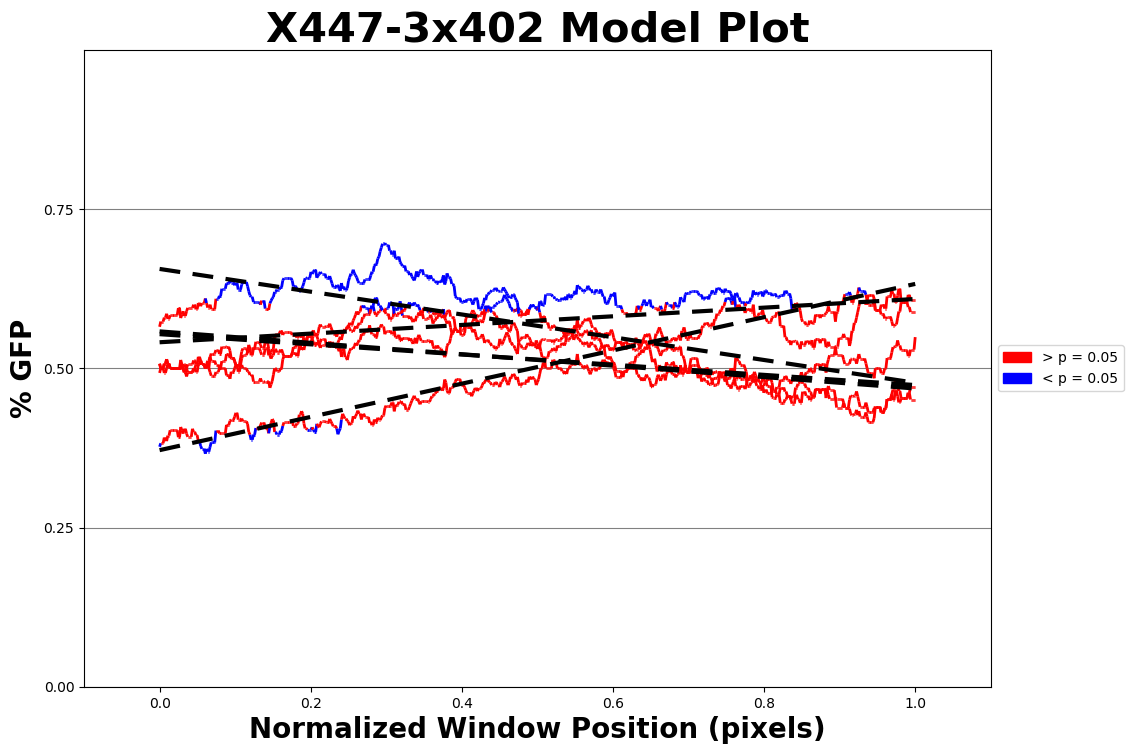 X447-3x402 Model Plot
% GFP
0.75
0.50
0.25
0.00
0.0 0.2 0.4 0.6 0.8 1.0
Normalized Window Position (pixels)
> p = 0.05
< p = 0.05